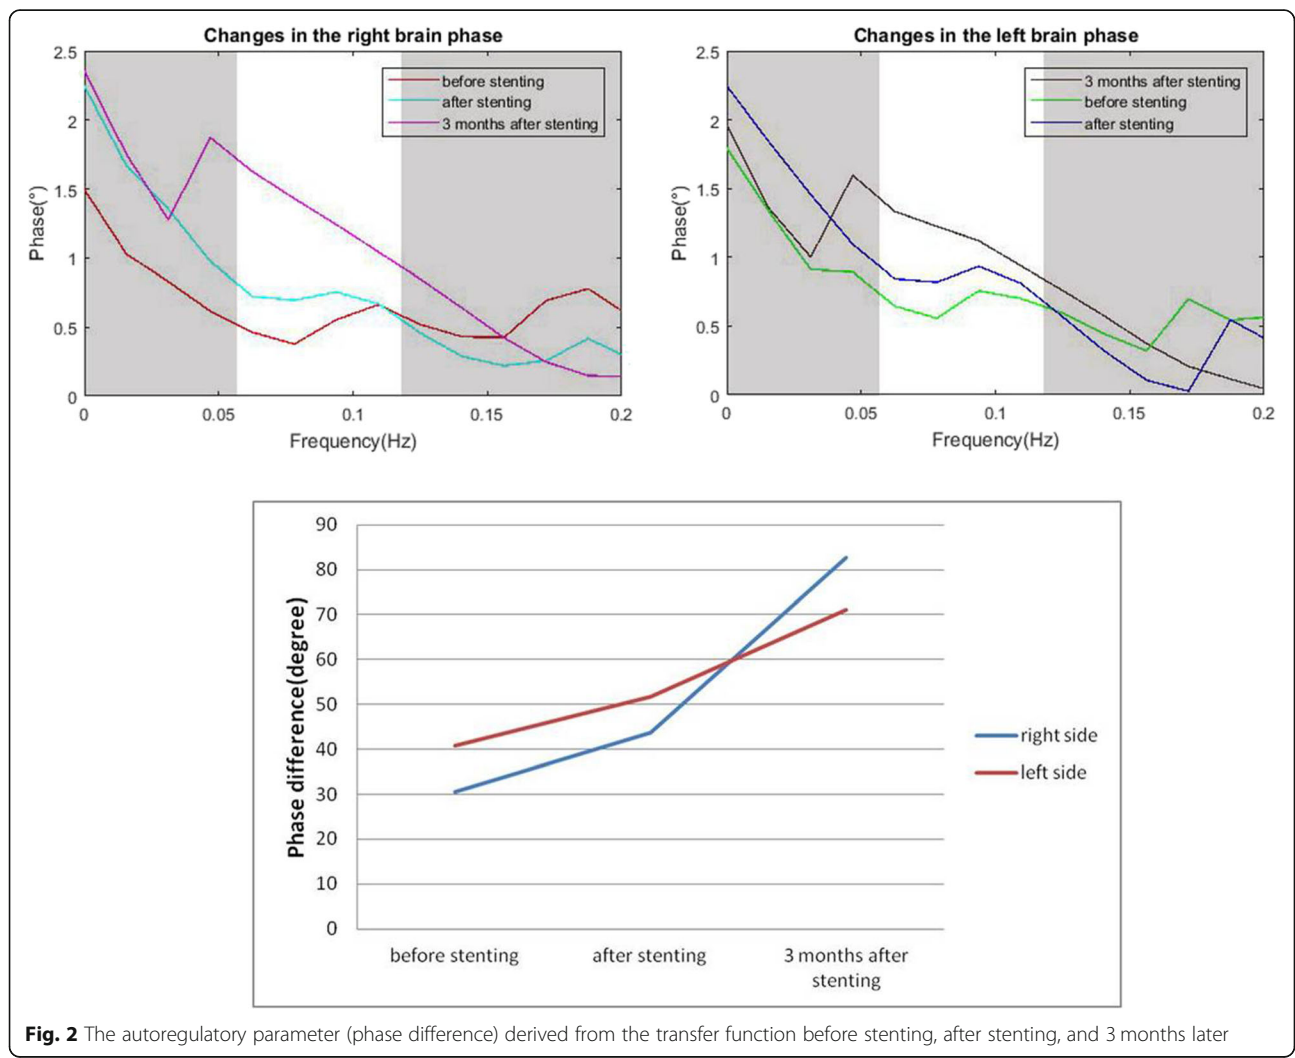 Changes in the right brain phase
2.5
2
1.5
1
0.5
0
Phase(°)
before stenting
after stenting
3 months after stenting
0 0.05 0.1 0.15 0.2
Frequency(Hz)
Changes in the left brain phase
2.5
2
1.5
1
0.5
0
Phase(°)
3 months after stenting
before stenting
after stenting
0 0.05 0.1 0.15 0.2
Frequency(Hz)
90
80
70
60
50
40
30
20
10
0
Phase difference(degree)
right side
left side
before stenting after stenting 3 months after
stenting
Fig. 2 The autoregulatory parameter (phase difference) derived from the transfer function before stenting, after stenting, and 3 months later